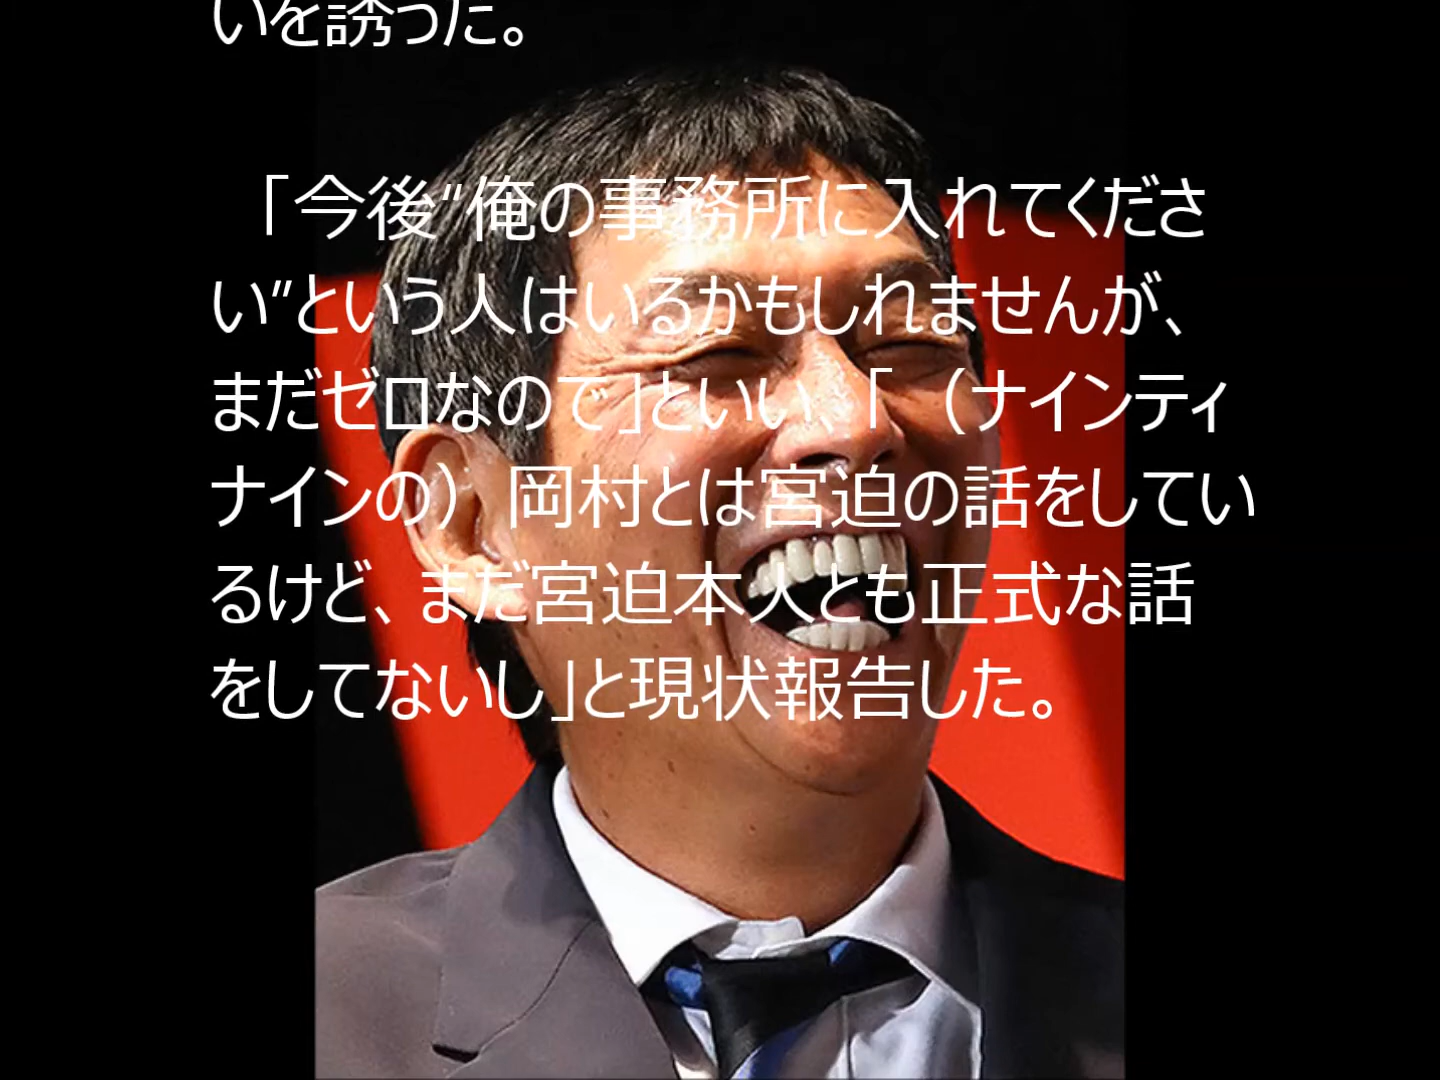 いを誘った。
「今後“俺の事務所に入れてくださ
い”という人はいるかもしれませんが、
まだゼロなので」といい、「（ナインティ
ナインの）岡村とは宮迫の話をしてい
るけど、まだ宮迫本人とも正式な話
をしてないし」と現状報告した。